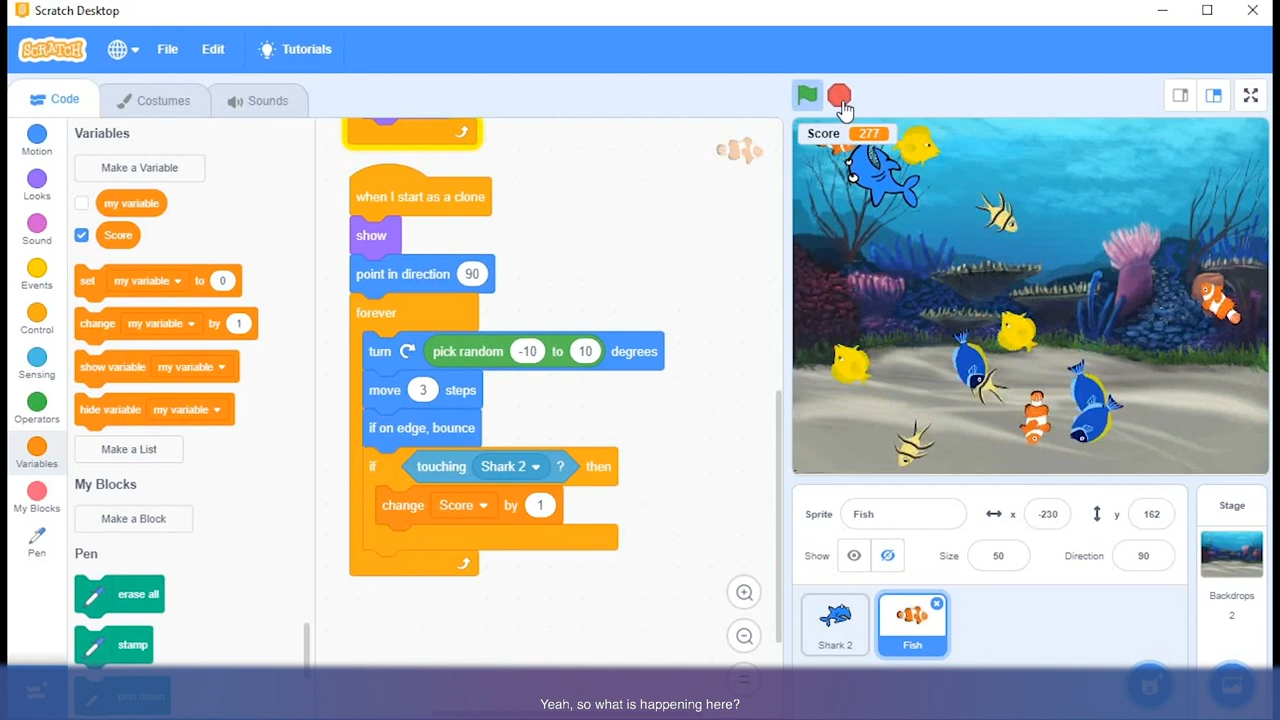 Scratch Desktop
SCRATCH File Edit Tutorials
Code Costumes Sounds
Motion
Looks
Sound
Events
Control
Sensing
Operators
Variables
My Blocks
Pen
Variables
Make a Variable
my variable
Score
set my variable to 0
change my variable by 1
show variable my variable
hide variable my variable
Make a List
My Blocks
Make a Block
Pen
erase all
stamp
pen down
when I start as a clone
show
point in direction 90
forever
turn pick random -10 to 10 degrees
move 3 steps
if on edge, bounce
if touching Shark 2 ? then
change Score by 1
Score 277
Sprite Fish x -230 y 162
Show Size 50 Direction 90
Shark 2
Fish
Stage
Backdrops
2
Yeah, so what is happening here?